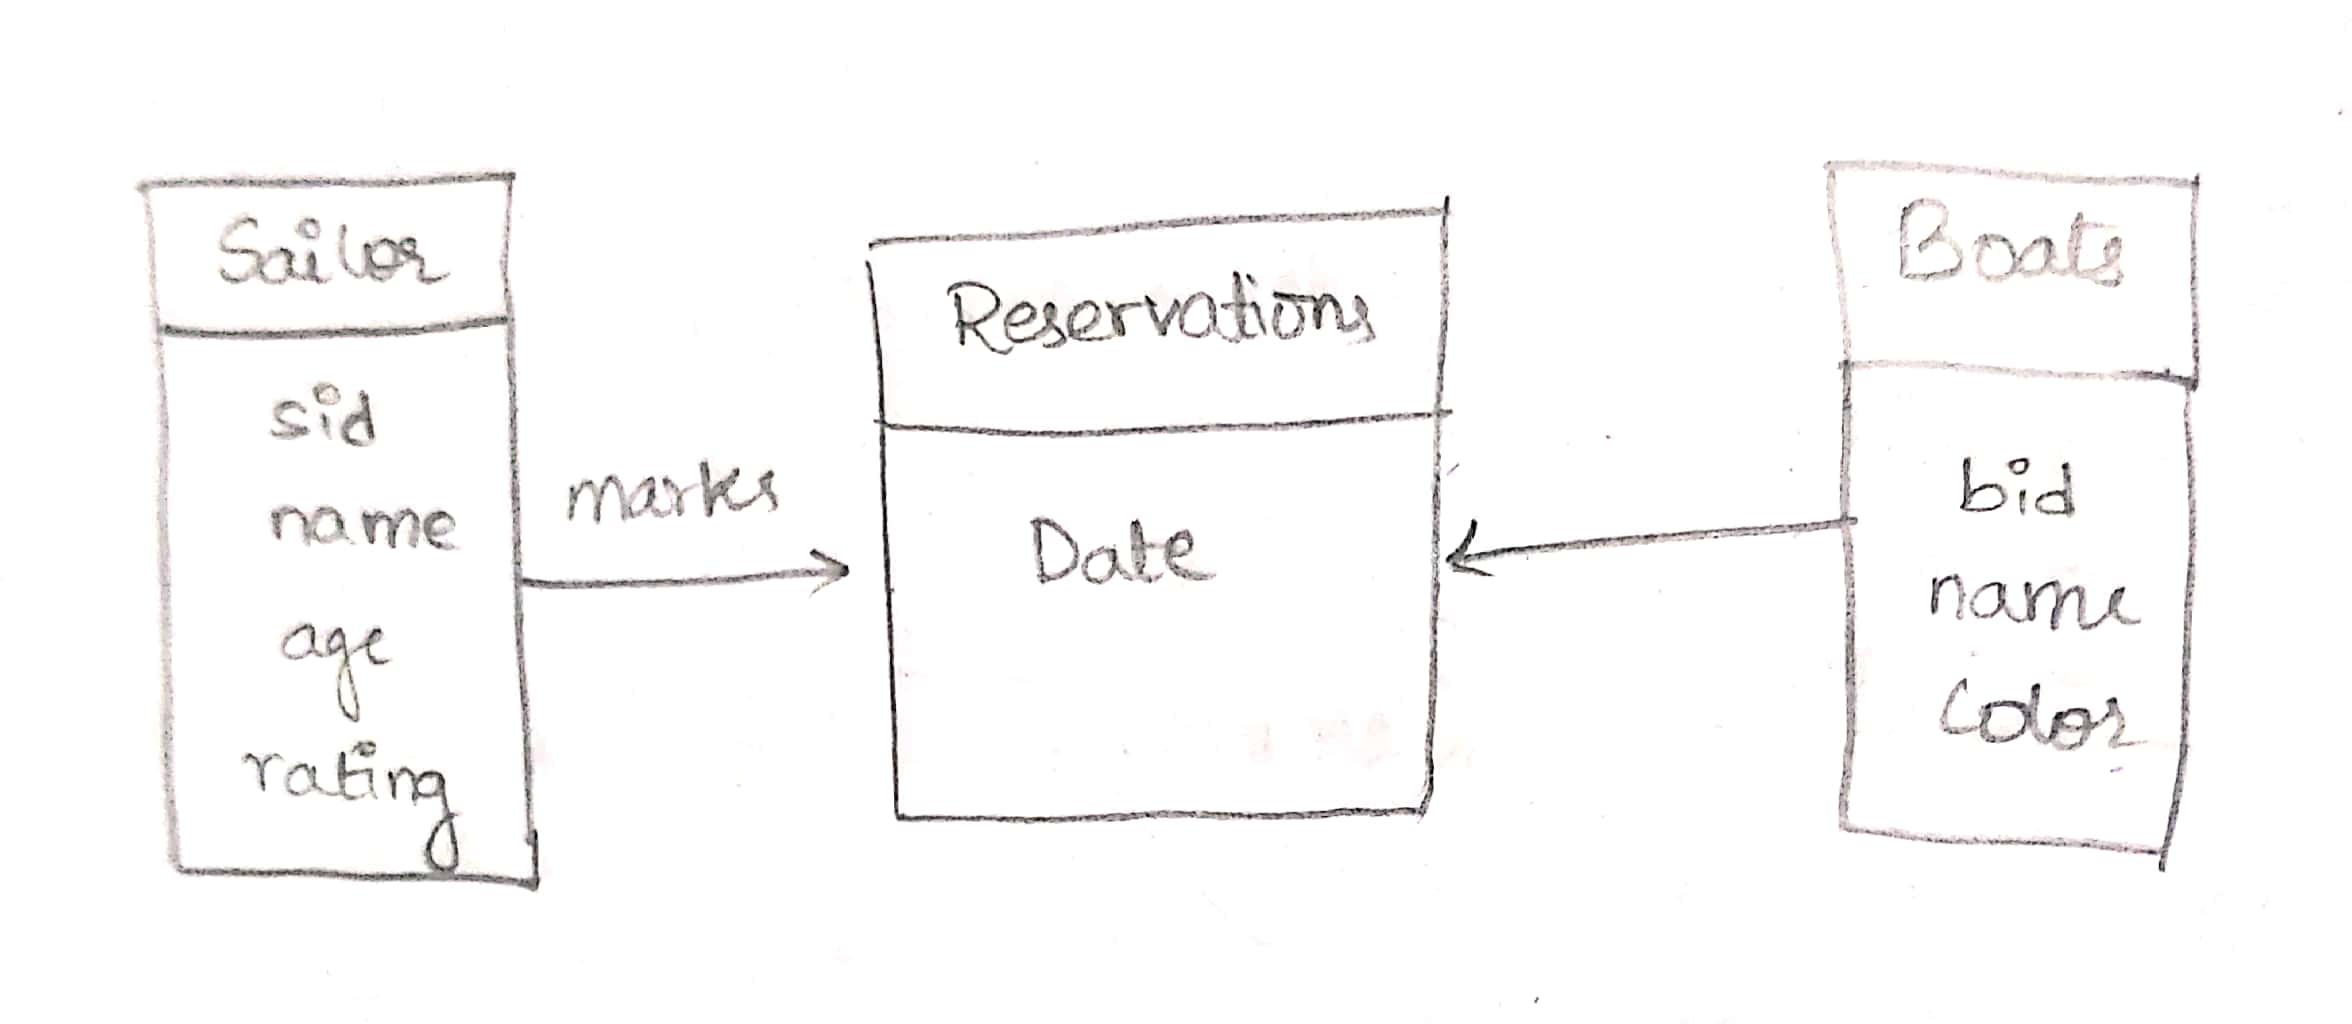 Sailor
sid
name
age
rating
marks
Reservations
Date
Boats
bid
name
color